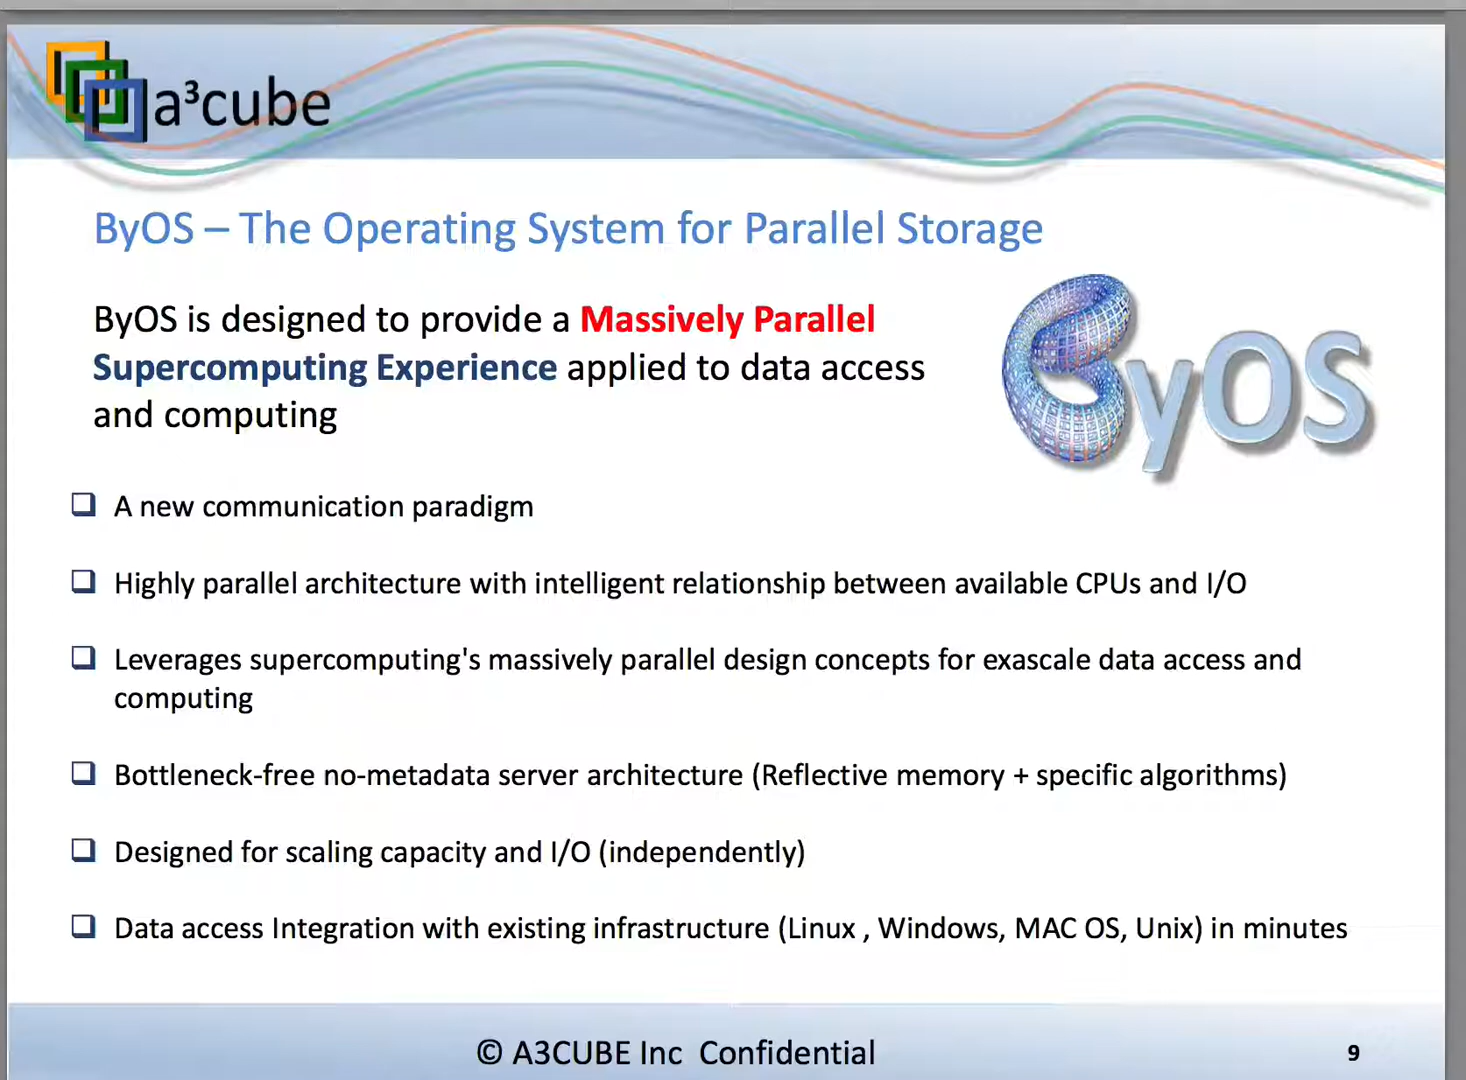 a³cube
ByOS – The Operating System for Parallel Storage
ByOS is designed to provide a Massively Parallel
Supercomputing Experience applied to data access
and computing
ByOS
❑ A new communication paradigm
❑ Highly parallel architecture with intelligent relationship between available CPUs and I/O
❑ Leverages supercomputing's massively parallel design concepts for exascale data access and
computing
❑ Bottleneck-free no-metadata server architecture (Reflective memory + specific algorithms)
❑ Designed for scaling capacity and I/O (independently)
❑ Data access Integration with existing infrastructure (Linux , Windows, MAC OS, Unix) in minutes
© A3CUBE Inc Confidential
9